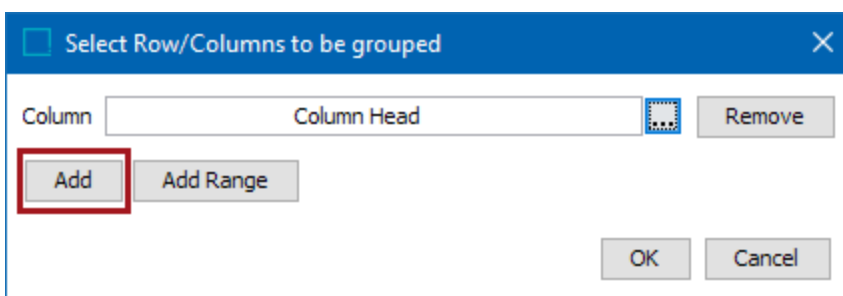 Select Row/Columns to be grouped
Column Column Head ... Remove
Add Add Range
OK Cancel